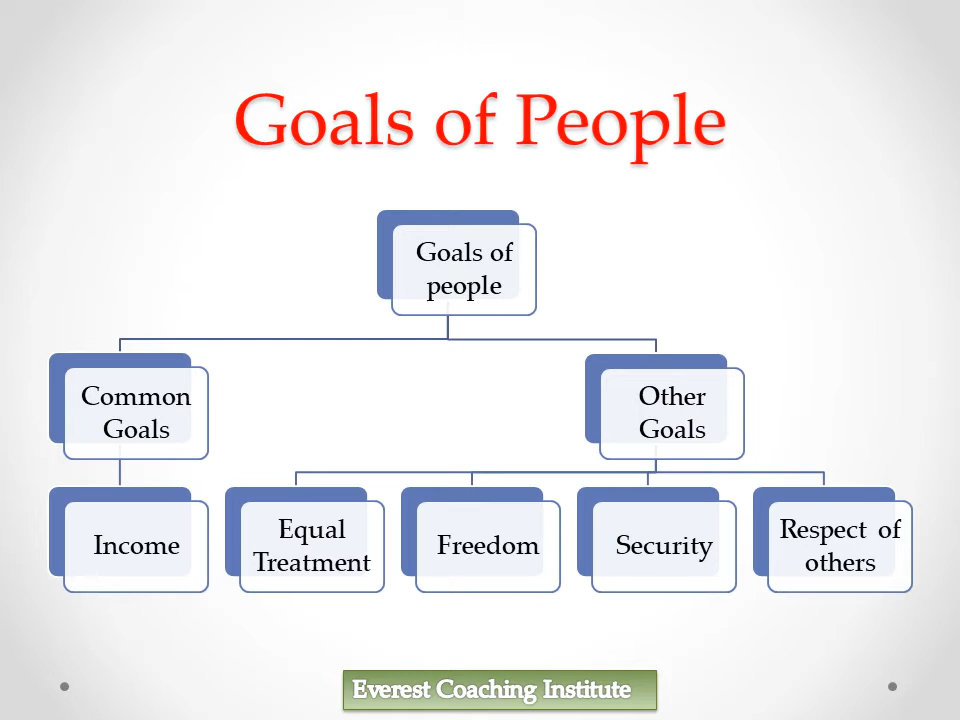 Goals of People
Goals of
people
Common
Goals
Other
Goals
Income
Equal
Treatment
Freedom
Security
Respect of
others
Everest Coaching Institute